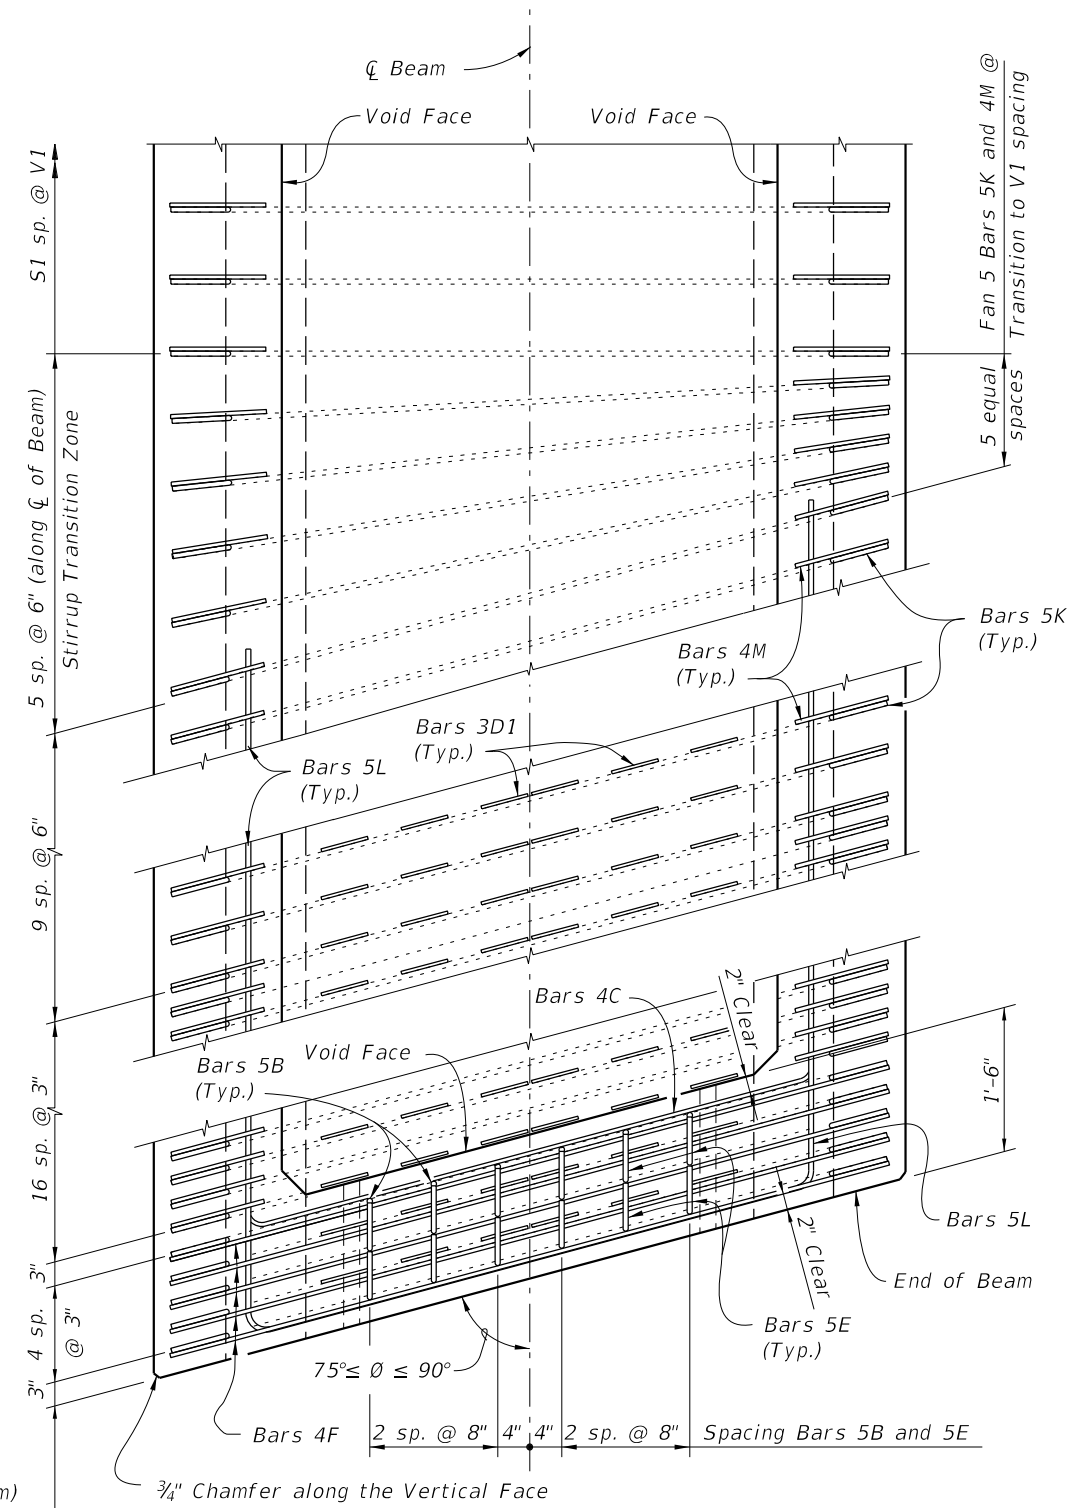 ℄ Beam
Void Face
Void Face
S1 sp. @ V1
Fan 5 Bars 5K and 4M @
Transition to V1 spacing
5 equal
spaces
5 sp. @ 6" (along ℄ of Beam)
Stirrup Transition Zone
Bars 5K
(Typ.)
Bars 4M
(Typ.)
Bars 3D1
(Typ.)
Bars 5L
(Typ.)
9 sp. @ 6"
Bars 4C
2" Clear
Void Face
Bars 5B
(Typ.)
1'-6"
16 sp. @ 3"
Bars 5L
2" Clear
End of Beam
3"
4 sp.
@ 3"
Bars 5E
(Typ.)
75°≤ Ø ≤ 90°
3"
Bars 4F
2 sp. @ 8"
4"
4"
2 sp. @ 8"
Spacing Bars 5B and 5E
¾" Chamfer along the Vertical Face
m)